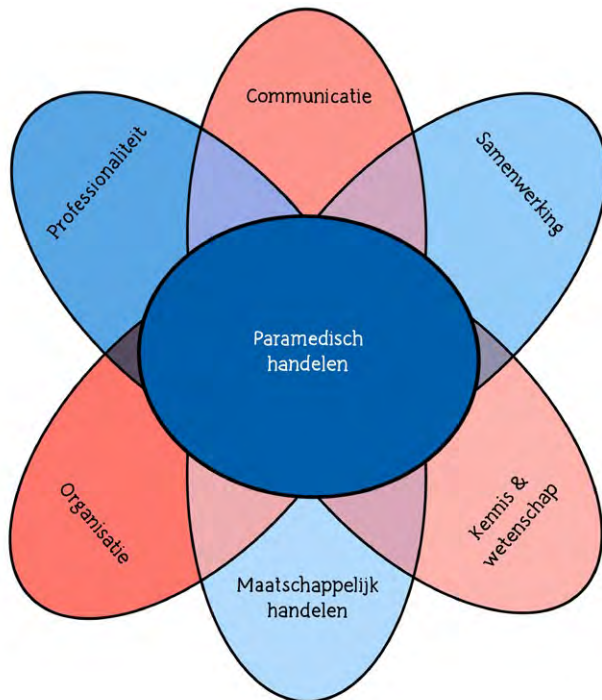 Communicatie
Professionaliteit
Samenwerking
Paramedisch
handelen
Organisatie
Kennis &
wetenschap
Maatschappelijk
handelen